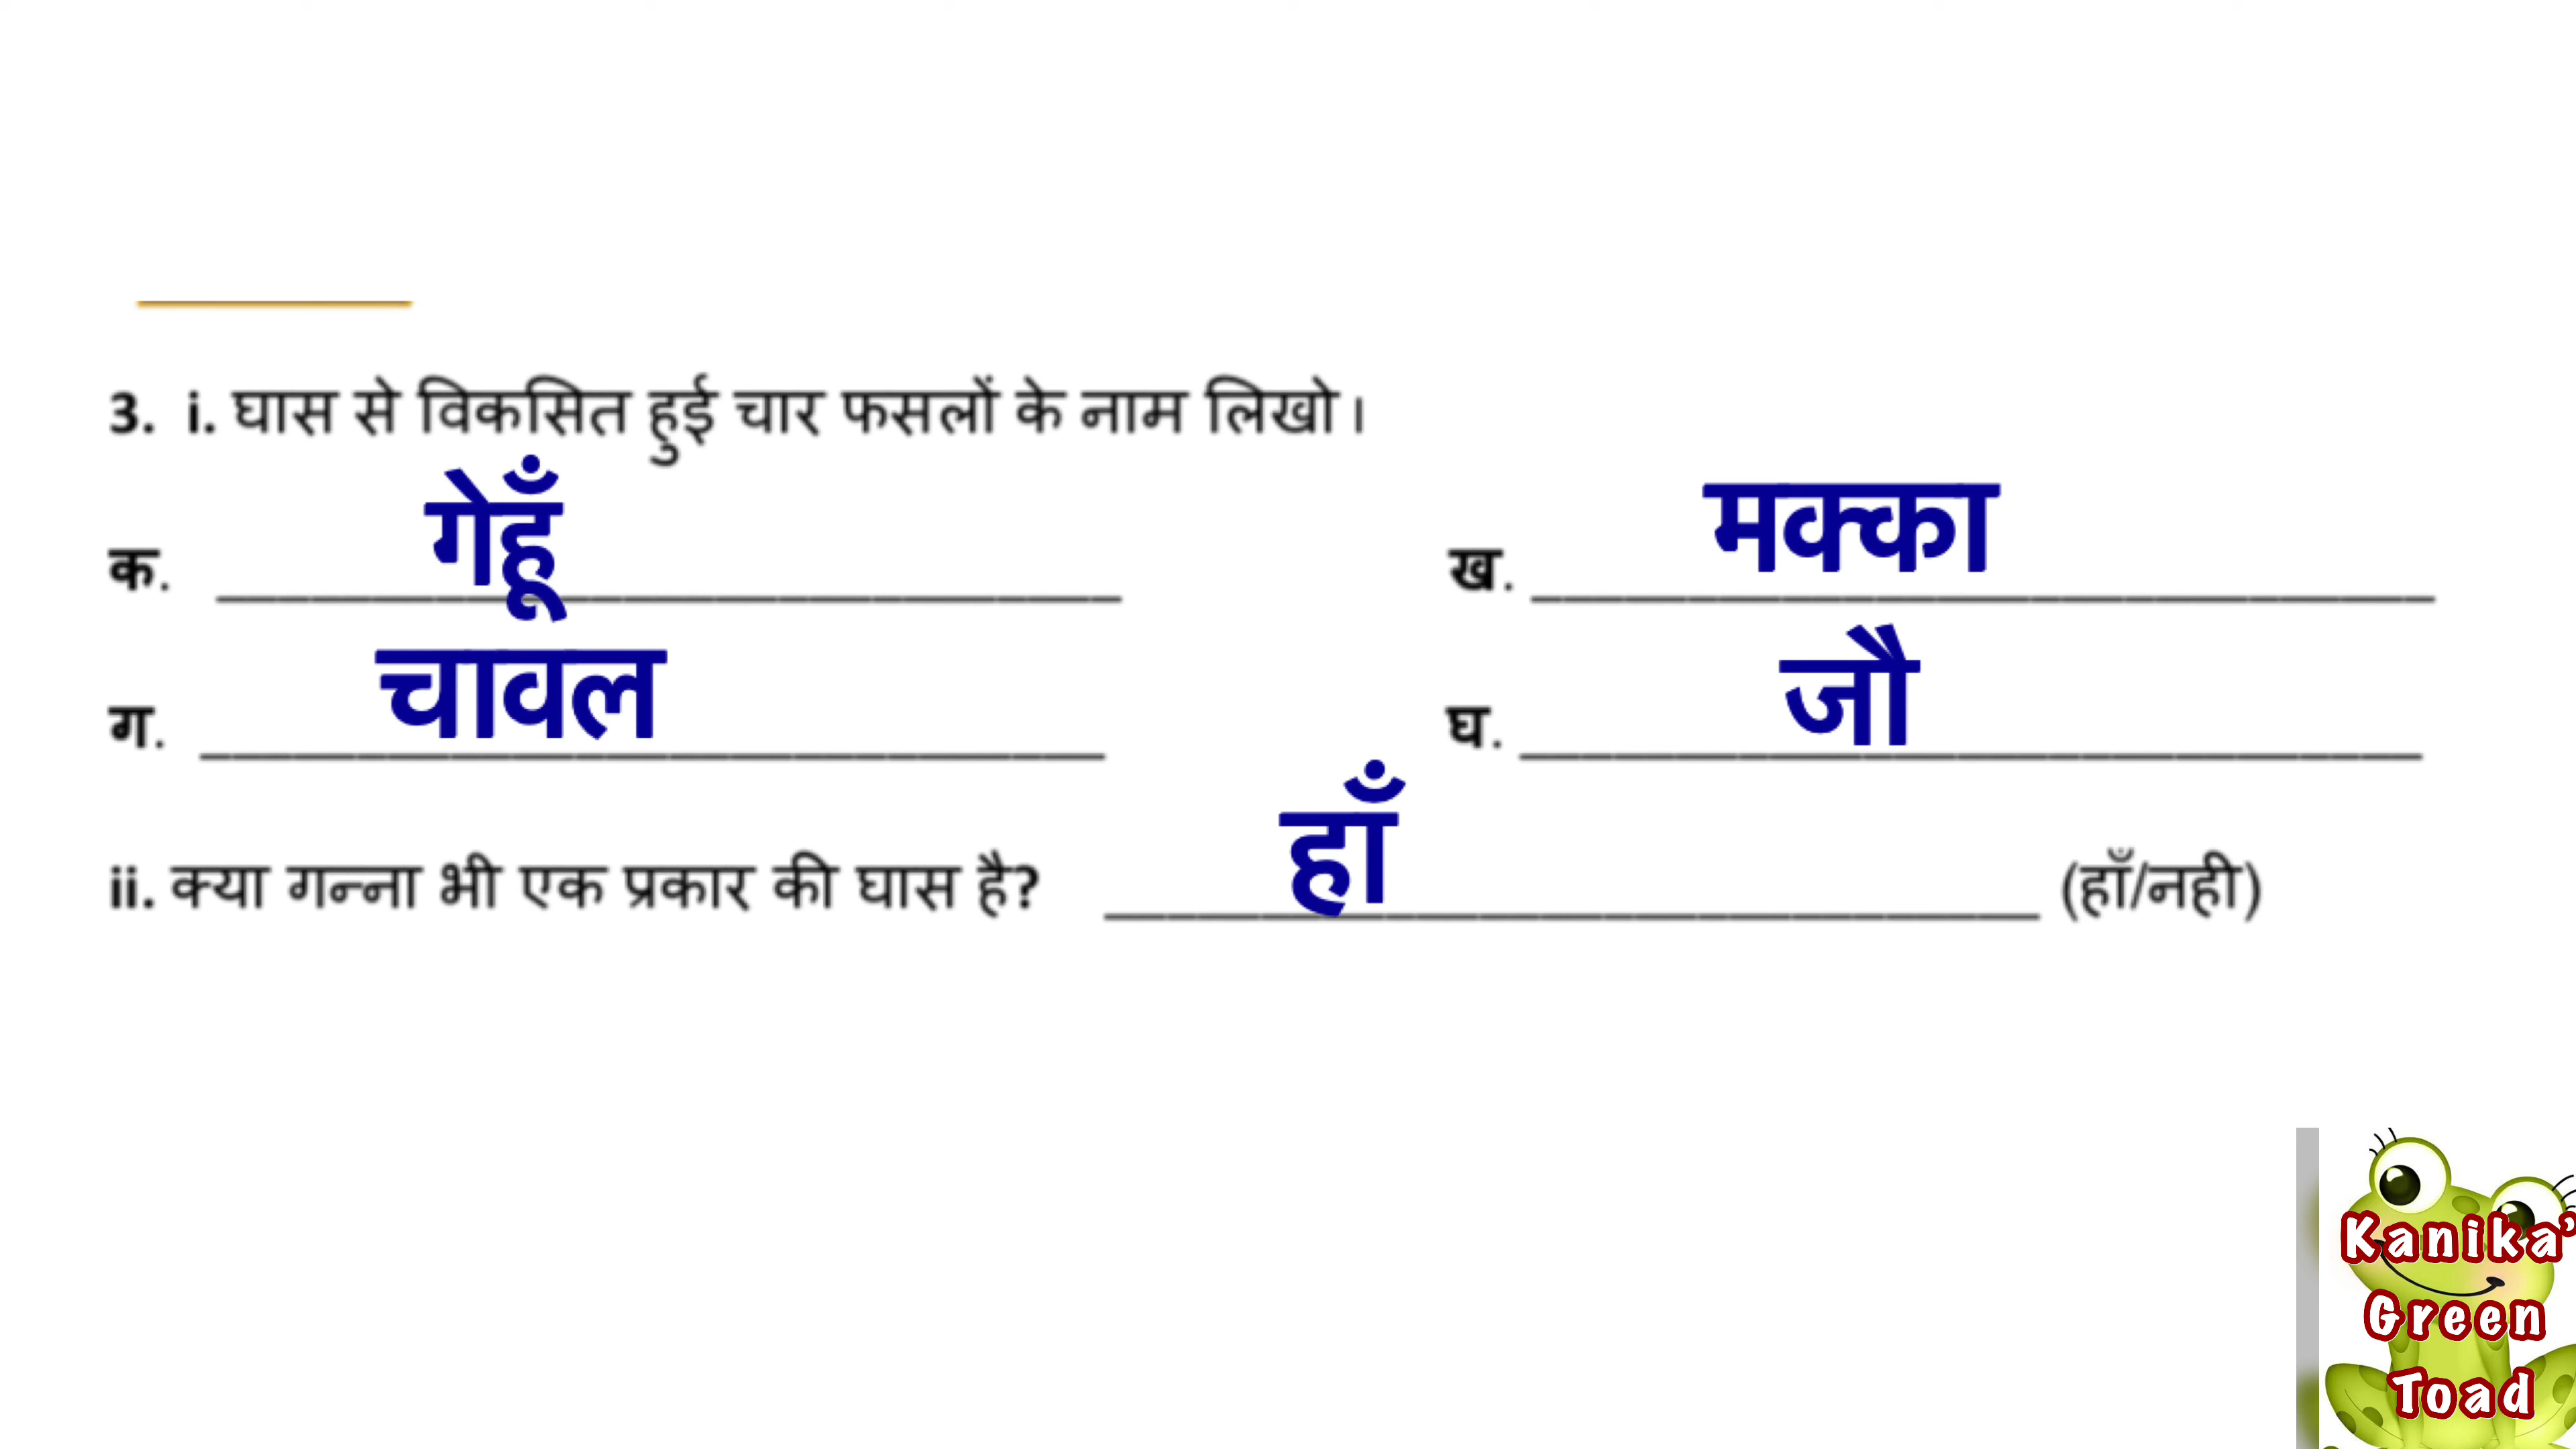 3. i. घास से विकसित हुई चार फसलों के नाम लिखो।
क. गेहूँ ख. मक्का
ग. चावल घ. जौ
ii. क्या गन्ना भी एक प्रकार की घास है? हाँ (हाँ/नही)
Kanika'
Green
Toad